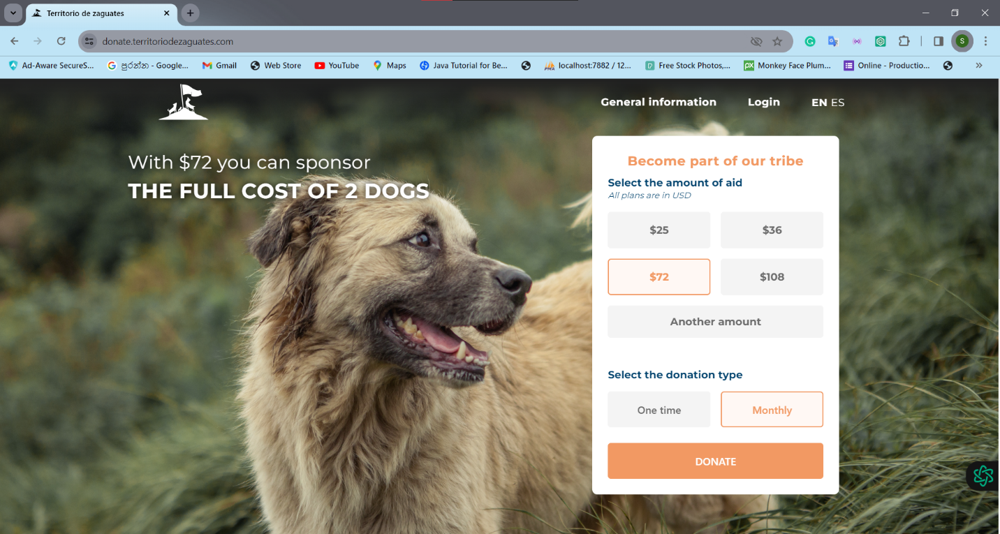 Territorio de zaguates
donate.territoriodezaguates.com
S
Ad-Aware SecureS...
පුරන්න - Google...
Gmail
Web Store
YouTube
Maps
Java Tutorial for Be...
localhost:7882 / 12...
Free Stock Photos,...
Monkey Face Plum...
Online - Productio...
General information
Login
EN ES
With $72 you can sponsor
THE FULL COST OF 2 DOGS
Become part of our tribe
Select the amount of aid
All plans are in USD
$25
$36
$72
$108
Another amount
Select the donation type
One time
Monthly
DONATE